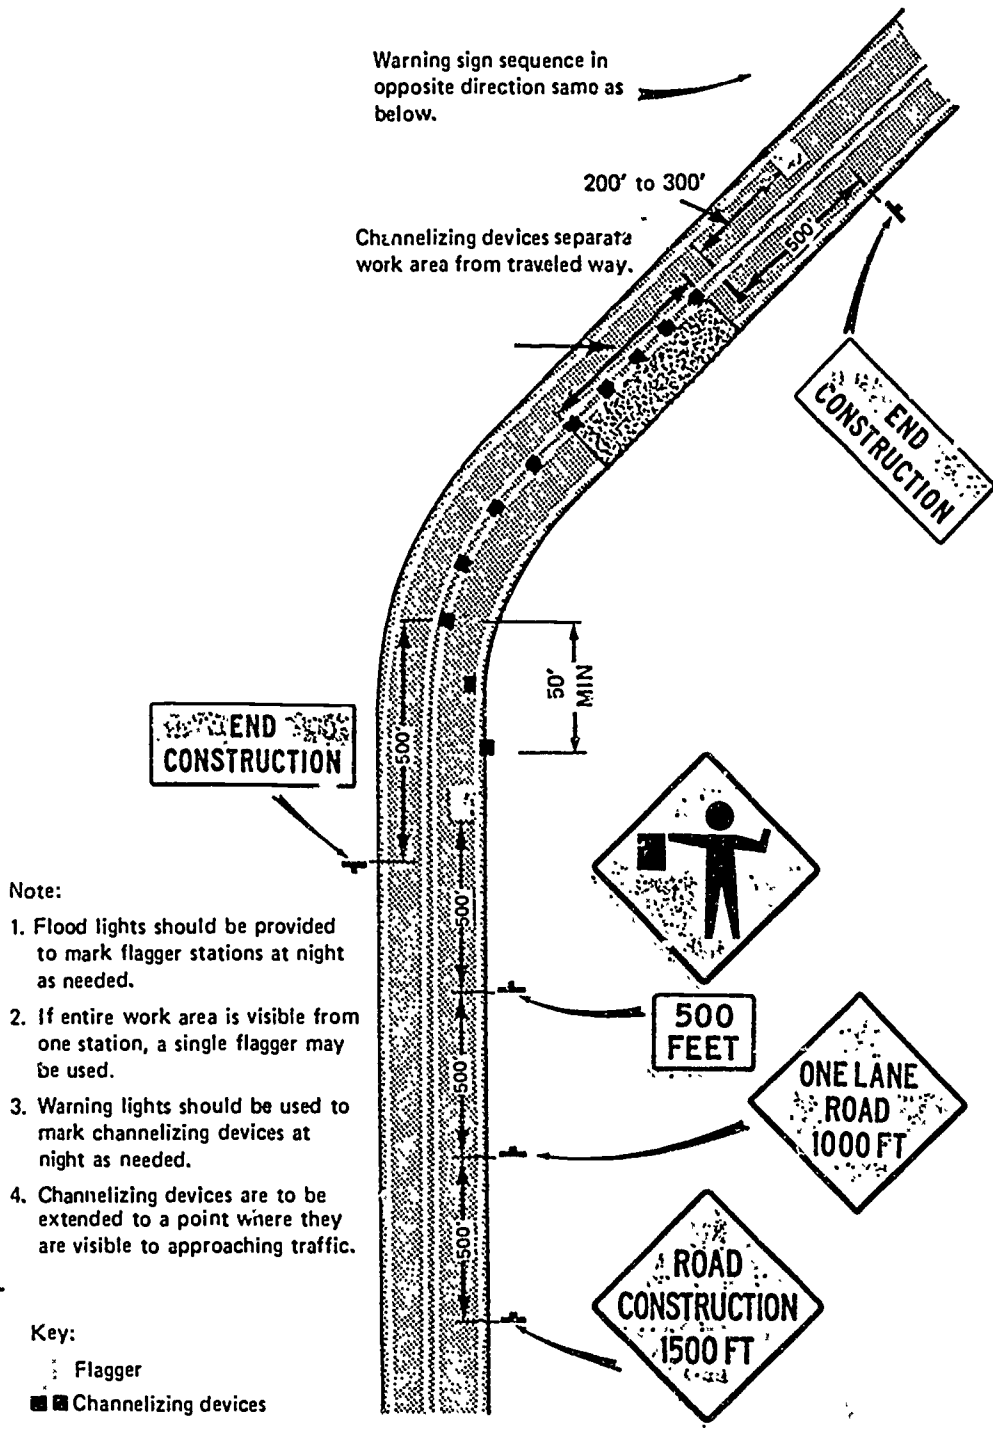 Warning sign sequence in
opposite direction same as
below.
200' to 300'
Channelizing devices separate
work area from traveled way.
500'
END
CONSTRUCTION
50'
MIN
END
CONSTRUCTION
500'
500'
500
FEET
500'
ONE LANE
ROAD
1000 FT
500'
ROAD
CONSTRUCTION
1500 FT
Note:
1. Flood lights should be provided
to mark flagger stations at night
as needed.
2. If entire work area is visible from
one station, a single flagger may
be used.
3. Warning lights should be used to
mark channelizing devices at
night as needed.
4. Channelizing devices are to be
extended to a point where they
are visible to approaching traffic.
Key:
Flagger
Channelizing devices